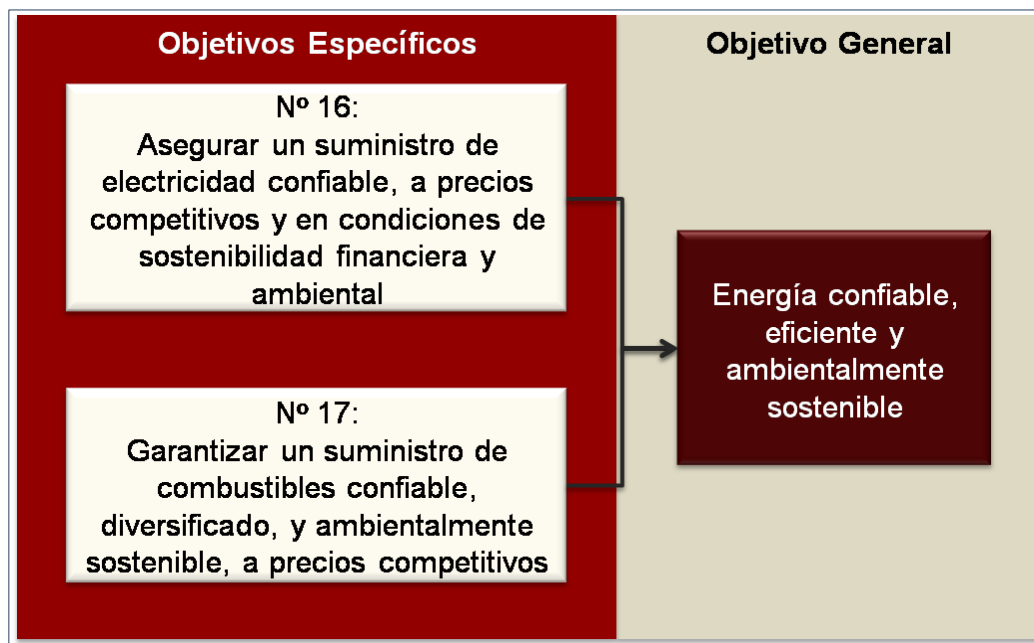 Objetivos Específicos
Nº 16:
Asegurar un suministro de
electricidad confiable, a precios
competitivos y en condiciones de
sostenibilidad financiera y
ambiental
Nº 17:
Garantizar un suministro de
combustibles confiable,
diversificado, y ambientalmente
sostenible, a precios competitivos
Objetivo General
Energía confiable,
eficiente y
ambientalmente
sostenible